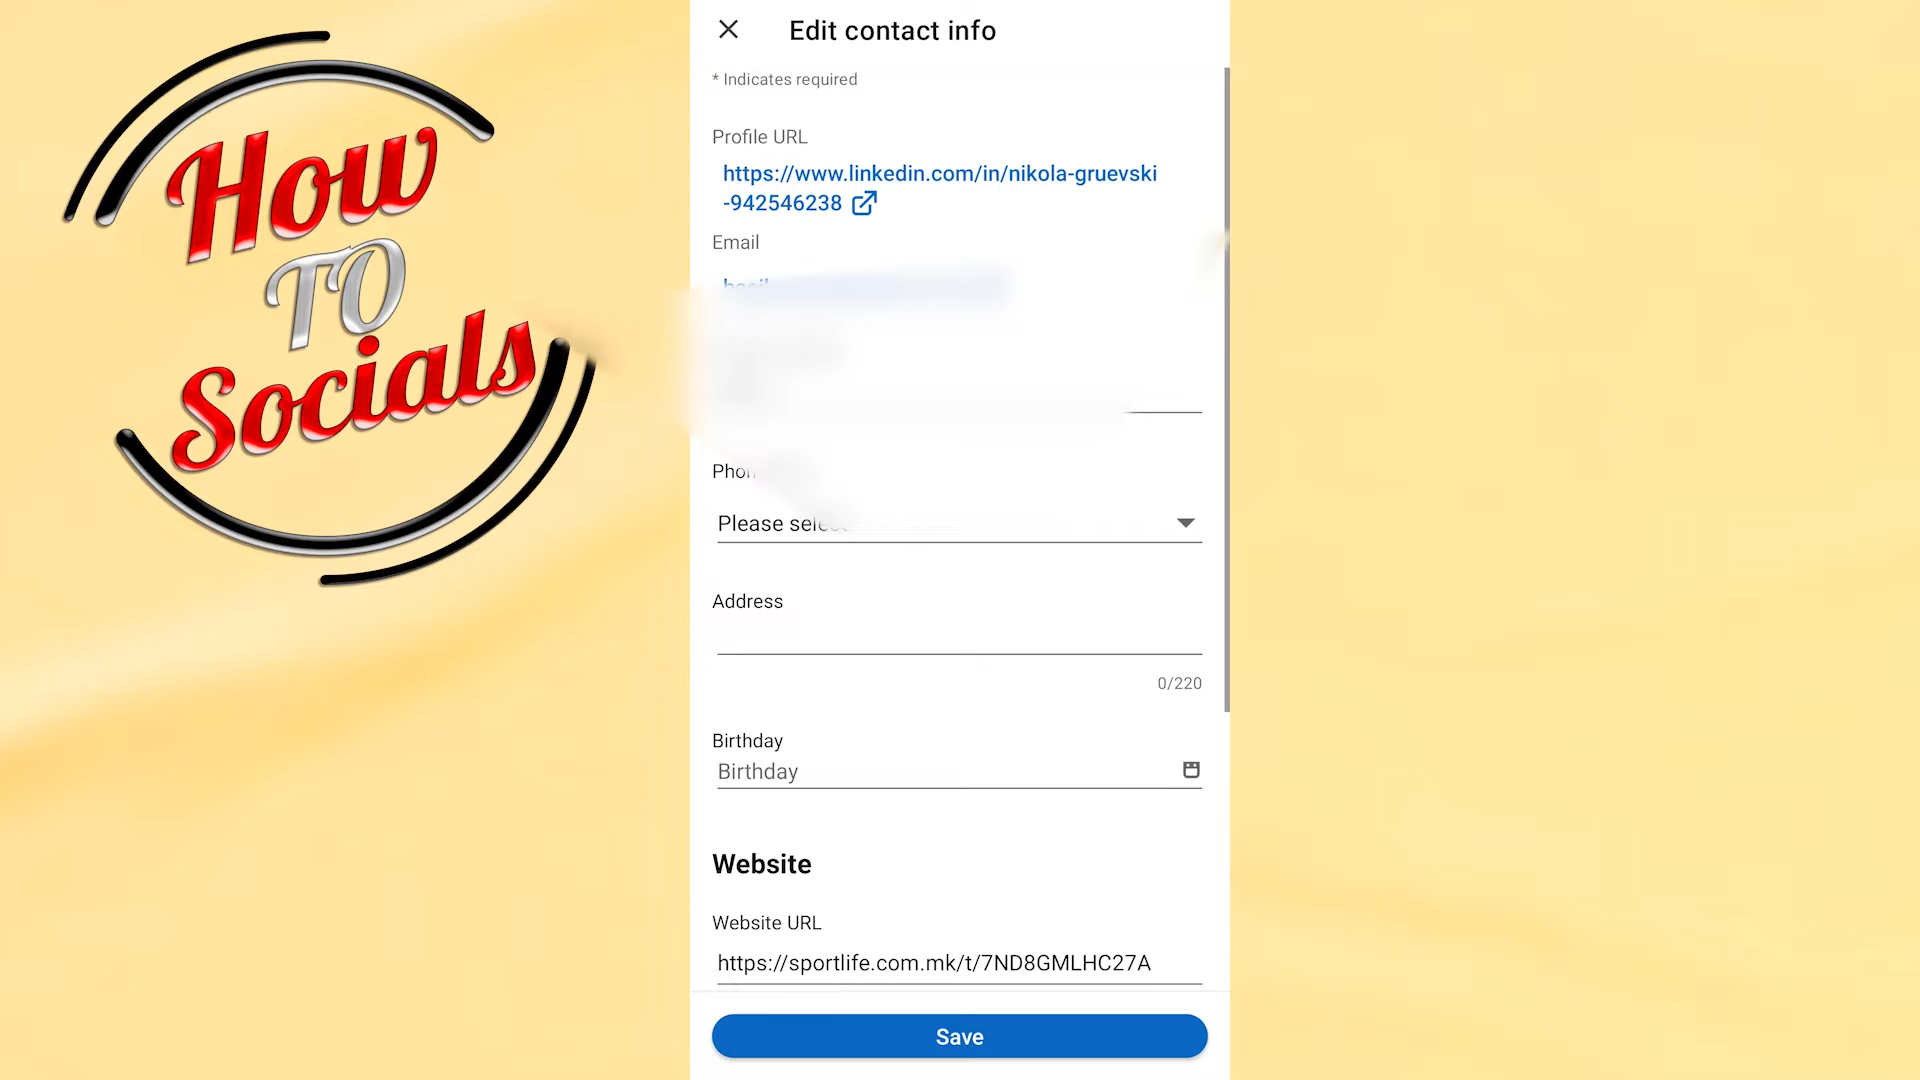 How
TO
Socials
Edit contact info
* Indicates required
Profile URL
https://www.linkedin.com/in/nikola-gruevski
-942546238
Email
Please select
Address
0/220
Birthday
Birthday
Website
Website URL
https://sportlife.com.mk/t/7ND8GMLHC27A
Save